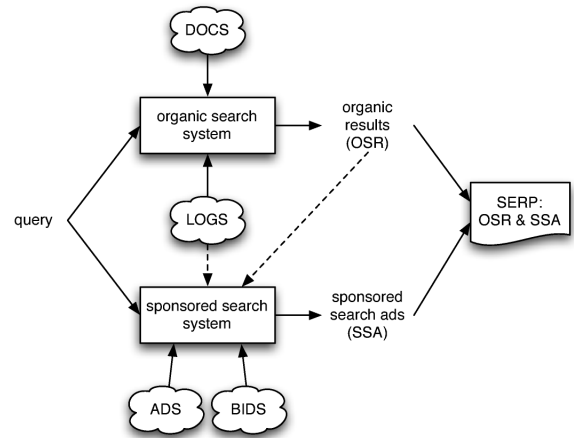 DOCS
organic search
system
organic
results
(OSR)
query
LOGS
SERP:
OSR & SSA
sponsored search
system
sponsored
search ads
(SSA)
ADS
BIDS